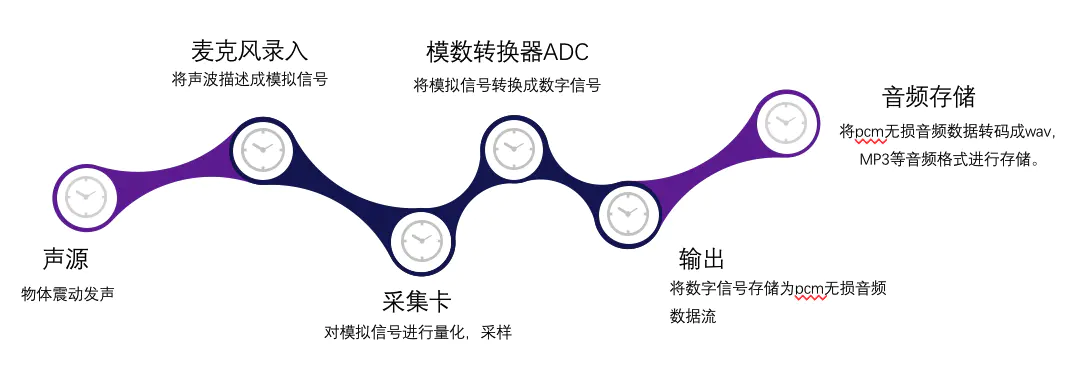 麦克风录入
将声波描述成模拟信号
模数转换器ADC
将模拟信号转换成数字信号
音频存储
将pcm无损音频数据转码成wav,
MP3等音频格式进行存储。
声源
物体震动发声
采集卡
对模拟信号进行量化，采样
输出
将数字信号存储为pcm无损音频
数据流